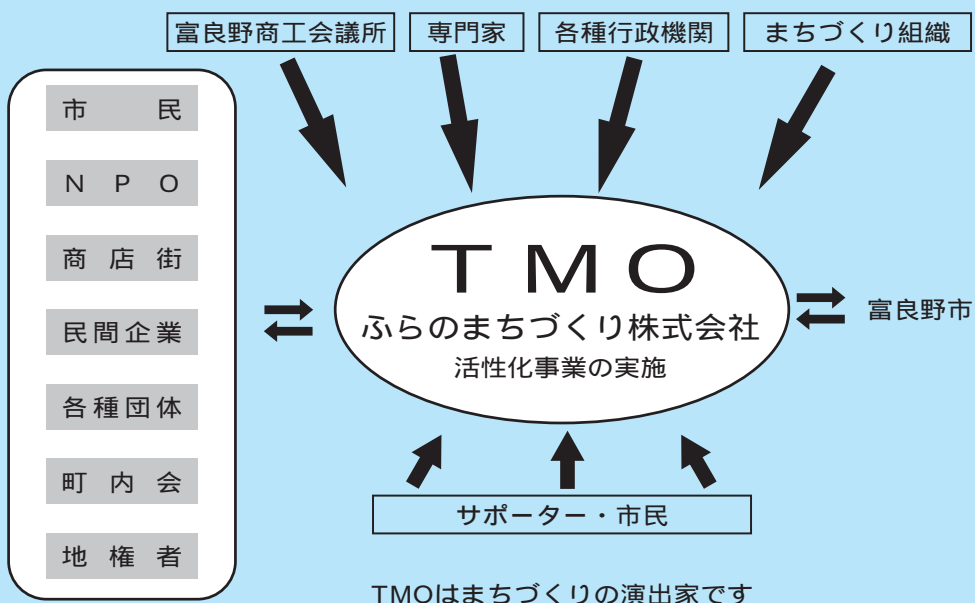 富良野商工会議所
専門家
各種行政機関
まちづくり組織
市民
NPO
商店街
民間企業
各種団体
町内会
地権者
TMO
ふらのまちづくり株式会社
活性化事業の実施
富良野市
サポーター・市民
TMOはまちづくりの演出家です